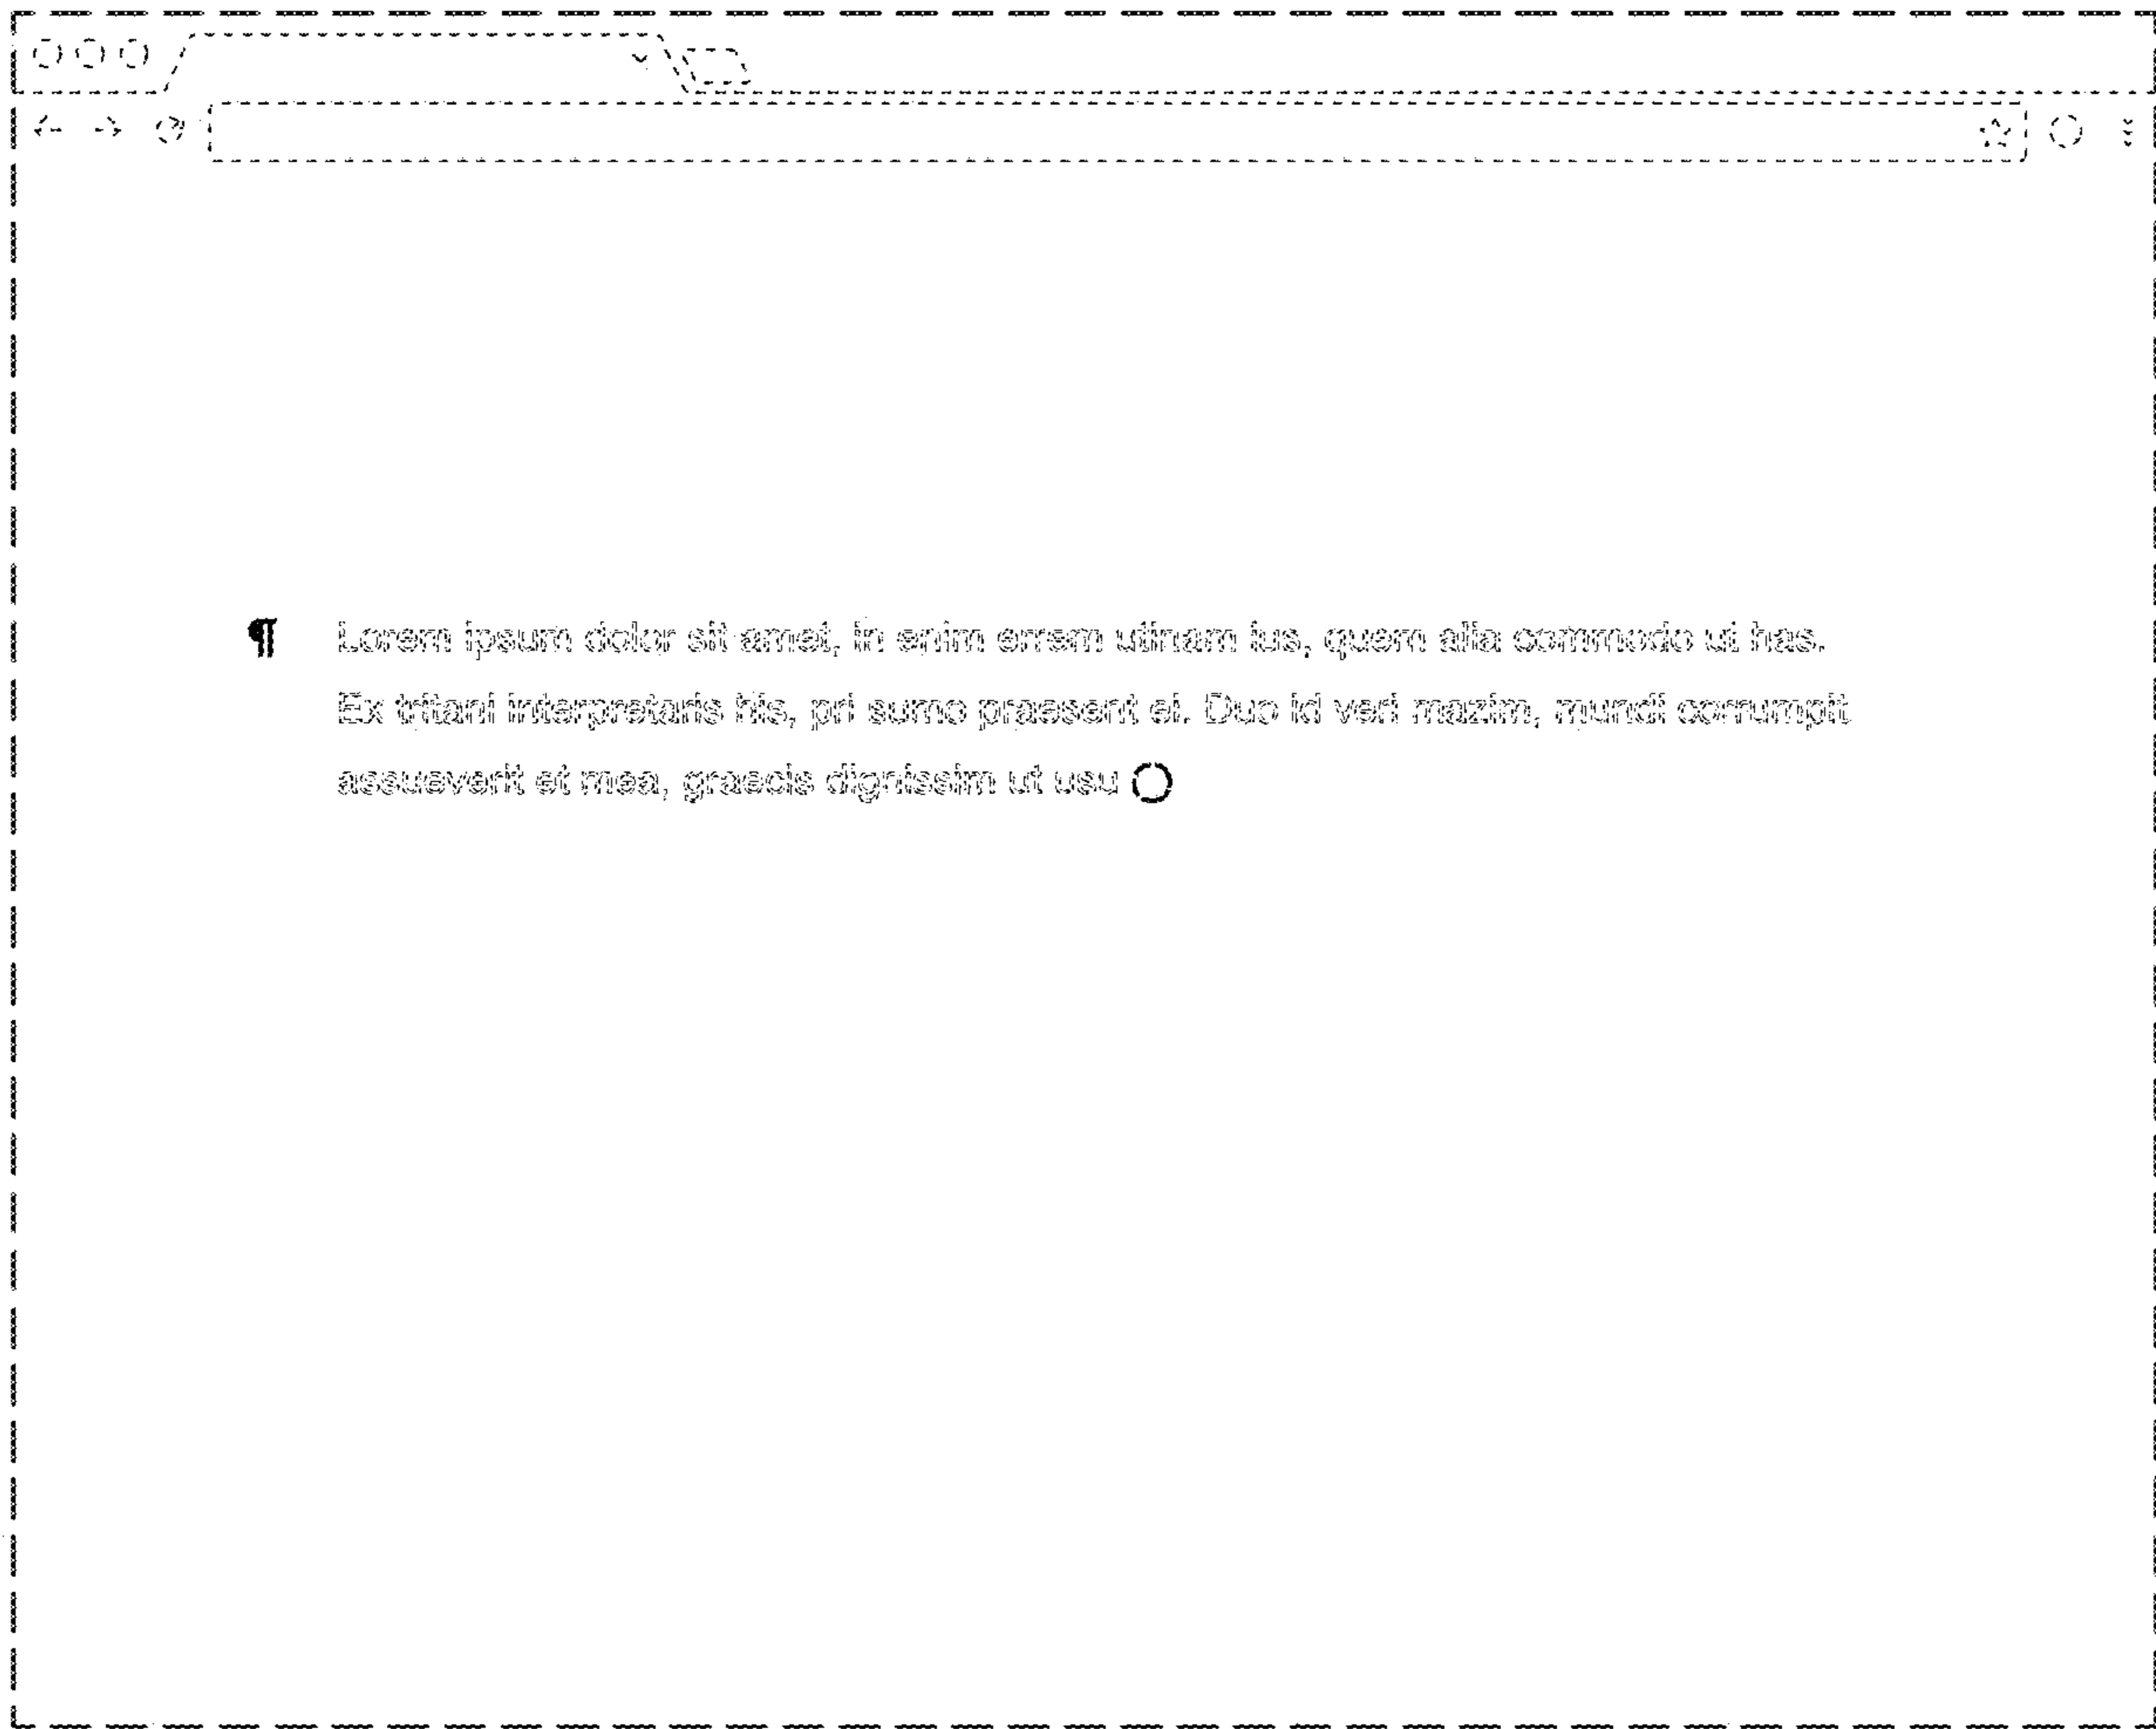 ¶ Lorem ipsum dolor sit amet, in enim errem utinam ius, quem alia commodo ut has.
Ex tritani interpretaris his, pri sumo praesent ei. Duo id veri mazim, mundi corrumpit
assueverit et mea, graecis dignissim ut usu